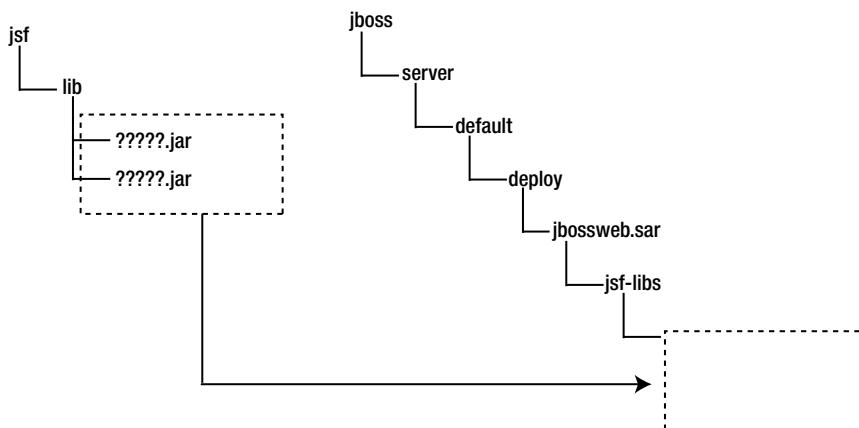 jsf
lib
?????.jar
?????.jar
jboss
server
default
deploy
jbossweb.sar
jsf-libs